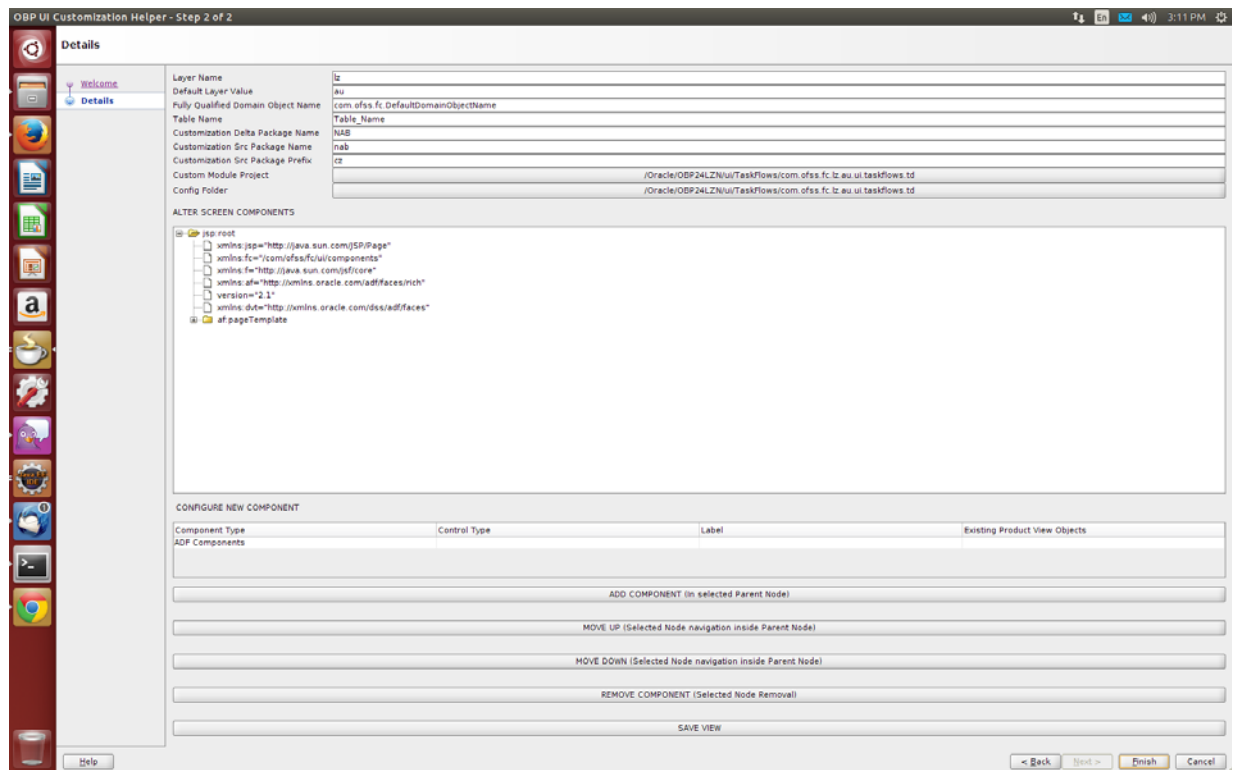 OBP UI Customization Helper - Step 2 of 2
En
3:11 PM
Details
Welcome
Details
Layer Name lz
Default Layer Value au
Fully Qualified Domain Object Name com.ofss.fc.DefaultDomainObjectName
Table Name Table_Name
Customization Delta Package Name NAB
Customization Src Package Name nab
Customization Src Package Prefix cz
Custom Module Project /Oracle/OBP24LZN/ui/TaskFlows/com.ofss.fc.lz.au.ui.taskflows.td
Config Folder /Oracle/OBP24LZN/ui/TaskFlows/com.ofss.fc.lz.au.ui.taskflows.td
ALTER SCREEN COMPONENTS
jsp:root
xmlns:jsp="http://java.sun.com/JSP/Page"
xmlns:fc="/com/ofss/fc/ui/components"
xmlns:f="http://java.sun.com/jsf/core"
xmlns:af="http://xmlns.oracle.com/adf/faces/rich"
version="2.1"
xmlns:dvt="http://xmlns.oracle.com/dss/adf/faces"
af:pageTemplate
CONFIGURE NEW COMPONENT
Component Type Control Type Label Existing Product View Objects
ADF Components
ADD COMPONENT (In selected Parent Node)
MOVE UP (Selected Node navigation inside Parent Node)
MOVE DOWN (Selected Node navigation inside Parent Node)
REMOVE COMPONENT (Selected Node Removal)
SAVE VIEW
Help
< Back Next > Finish Cancel